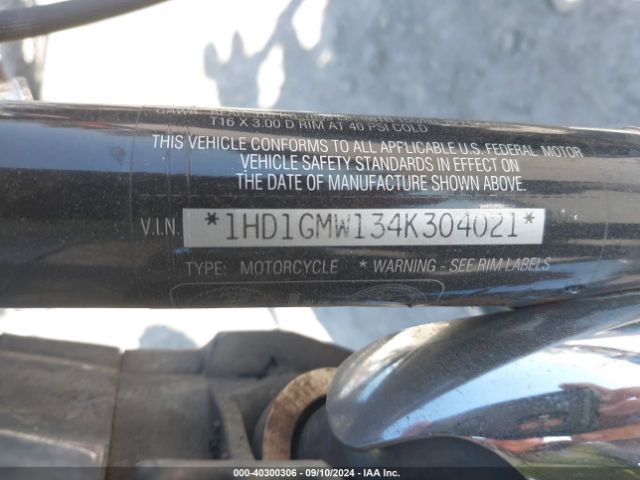 T16 X 3.00 D RIM AT 40 PSI COLD
THIS VEHICLE CONFORMS TO ALL APPLICABLE U.S. FEDERAL MOTOR
VEHICLE SAFETY STANDARDS IN EFFECT ON
THE DATE OF MANUFACTURE SHOWN ABOVE.
V.I.N. *1HD1GMW134K304021*
TYPE: MOTORCYCLE * WARNING - SEE RIM LABELS
000-40300306 - 09/10/2024 - IAA Inc.